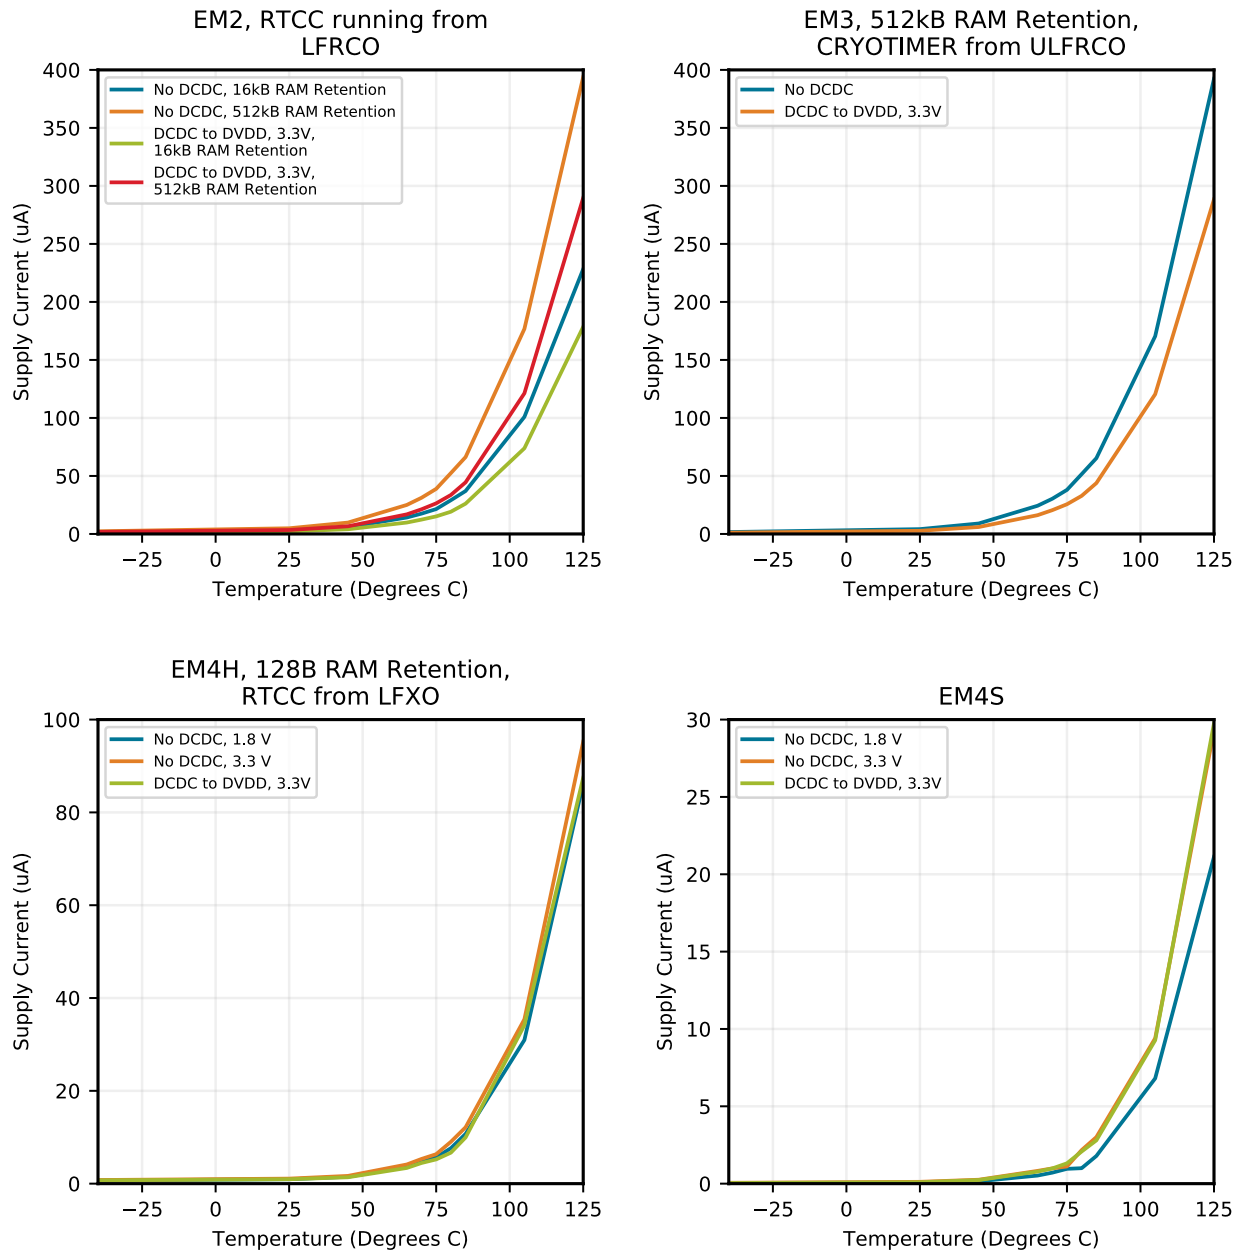 EM2, RTCC running from
LFRCO
400
350
300
250
200
150
100
50
0
Supply Current (uA)
No DCDC, 16kB RAM Retention
No DCDC, 512kB RAM Retention
DCDC to DVDD, 3.3V,
16kB RAM Retention
DCDC to DVDD, 3.3V,
512kB RAM Retention
−25 0 25 50 75 100 125
Temperature (Degrees C)
EM3, 512kB RAM Retention,
CRYOTIMER from ULFRCO
400
350
300
250
200
150
100
50
0
Supply Current (uA)
No DCDC
DCDC to DVDD, 3.3V
−25 0 25 50 75 100 125
Temperature (Degrees C)
EM4H, 128B RAM Retention,
RTCC from LFXO
100
80
60
40
20
0
Supply Current (uA)
No DCDC, 1.8 V
No DCDC, 3.3 V
DCDC to DVDD, 3.3V
−25 0 25 50 75 100 125
Temperature (Degrees C)
EM4S
30
25
20
15
10
5
0
Supply Current (uA)
No DCDC, 1.8 V
No DCDC, 3.3 V
DCDC to DVDD, 3.3V
−25 0 25 50 75 100 125
Temperature (Degrees C)